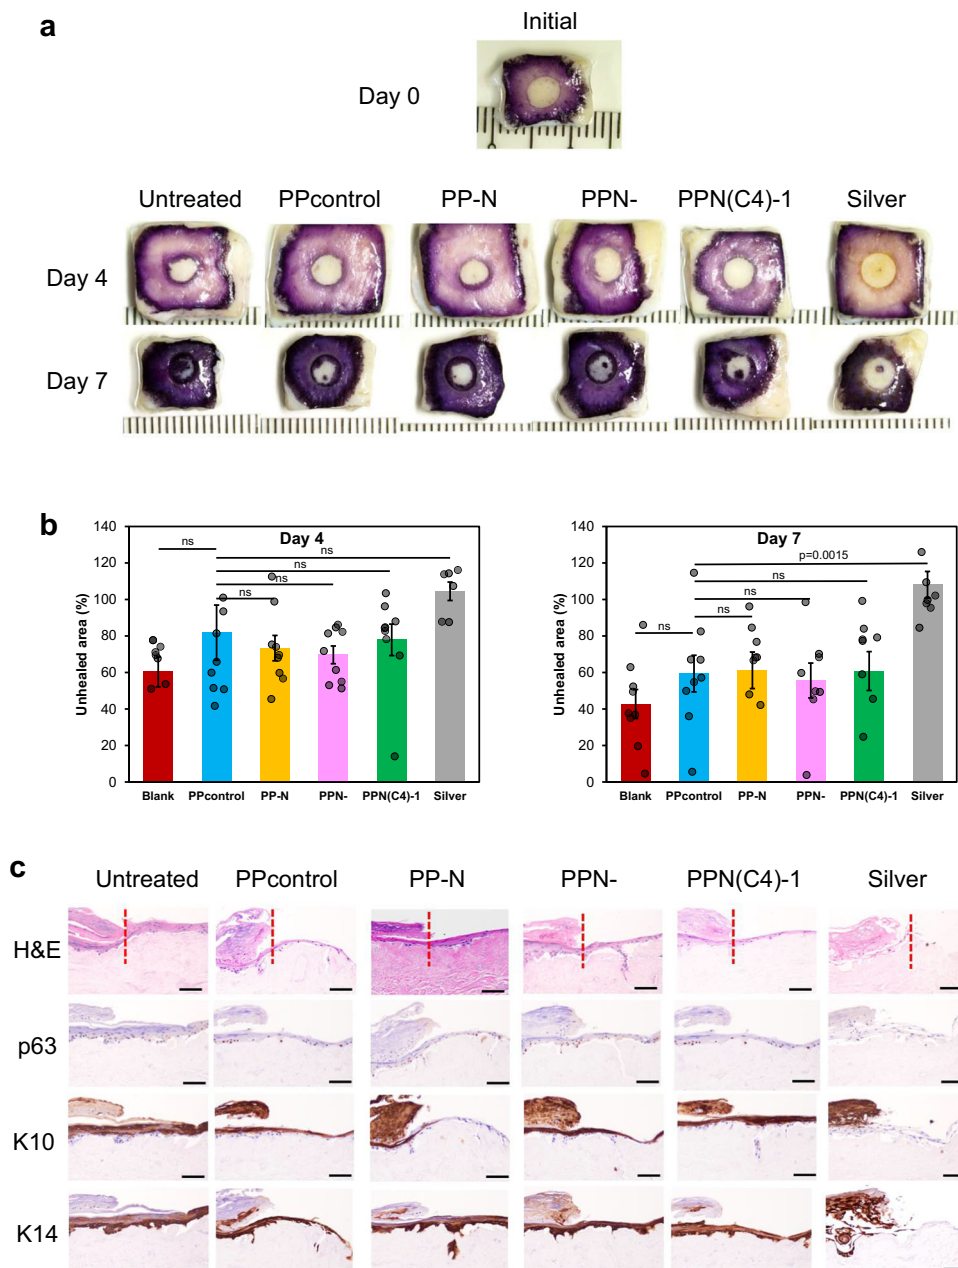 a
Initial
Day 0
Untreated PPcontrol PP-N PPN- PPN(C4)-1 Silver
Day 4
Day 7
b
Day 4
Unhealed area (%)
140
120
100
80
60
40
20
0
ns
ns
ns
ns
ns
Blank PPcontrol PP-N PPN- PPN(C4)-1 Silver
Day 7
Unhealed area (%)
140
120
100
80
60
40
20
0
p=0.0015
ns
ns
ns
ns
Blank PPcontrol PP-N PPN- PPN(C4)-1 Silver
c
Untreated PPcontrol PP-N PPN- PPN(C4)-1 Silver
H&E
p63
K10
K14